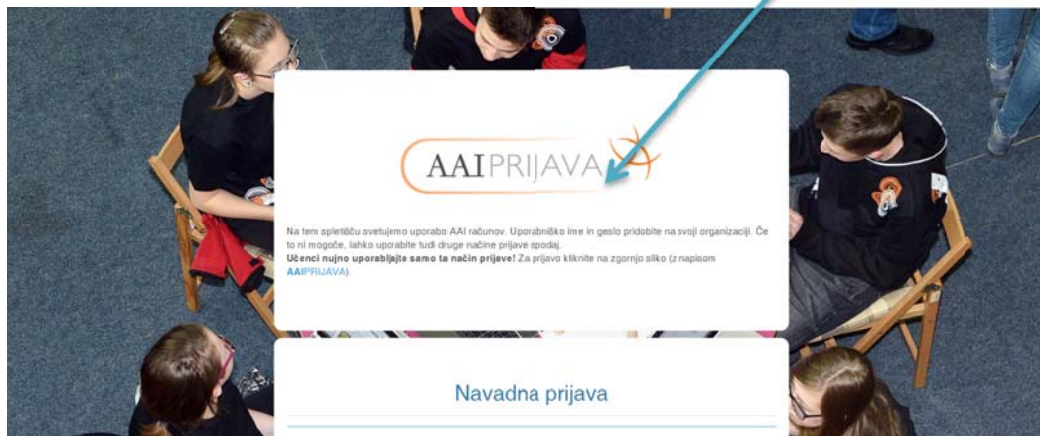 AAIPRIJAVA
Na tem spletišču svetujemo uporabo AAI računov. Uporabniško ime in geslo pridobite na svoji organizaciji. Če
to ni mogoče, lahko uporabite tudi druge načine prijave spodaj.
Učenci nujno uporabljajte samo ta način prijave! Za prijavo kliknite na zgornjo sliko (z napisom
AAIPRIJAVA).
Navadna prijava